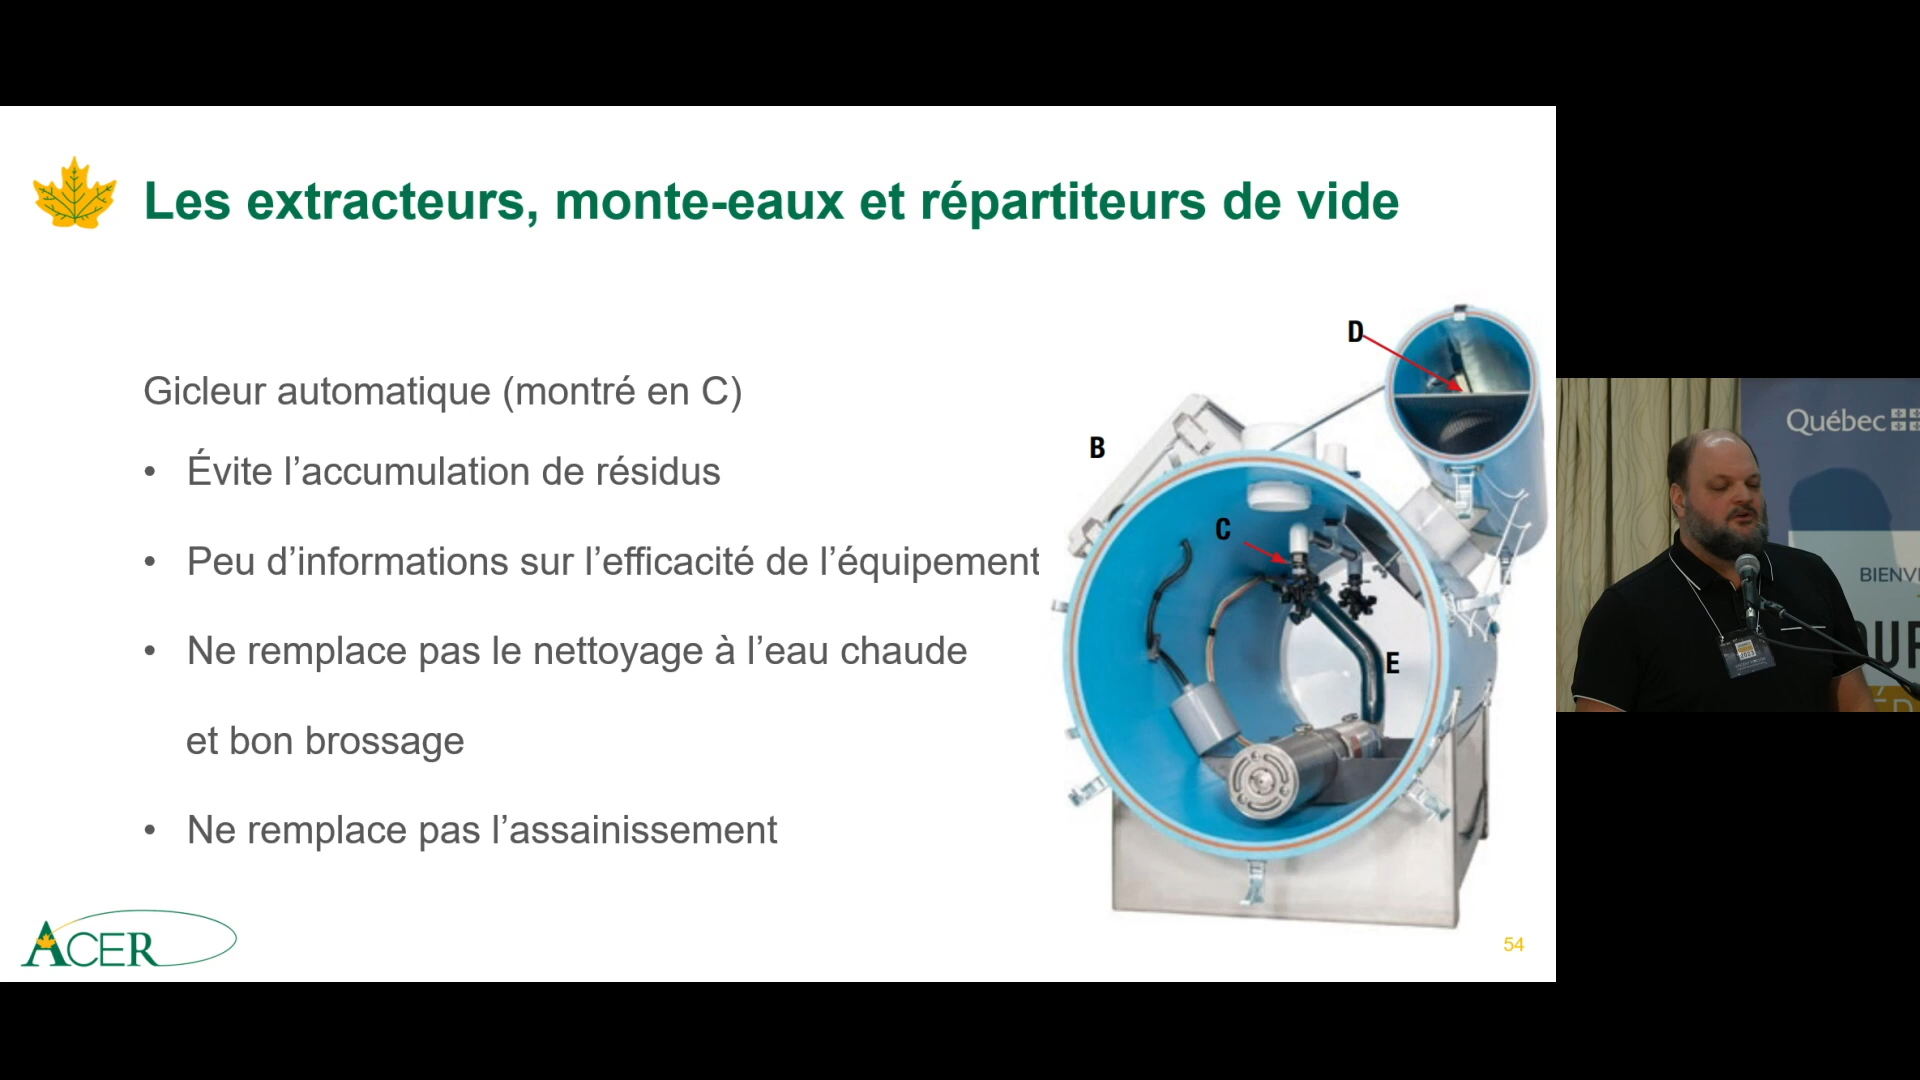 Les extracteurs, monte-eaux et répartiteurs de vide
Gicleur automatique (montré en C)
• Évite l’accumulation de résidus
• Peu d’informations sur l’efficacité de l’équipement
• Ne remplace pas le nettoyage à l’eau chaude
et bon brossage
• Ne remplace pas l’assainissement
D
B
C
E
ACER
54
Québec
BIENV